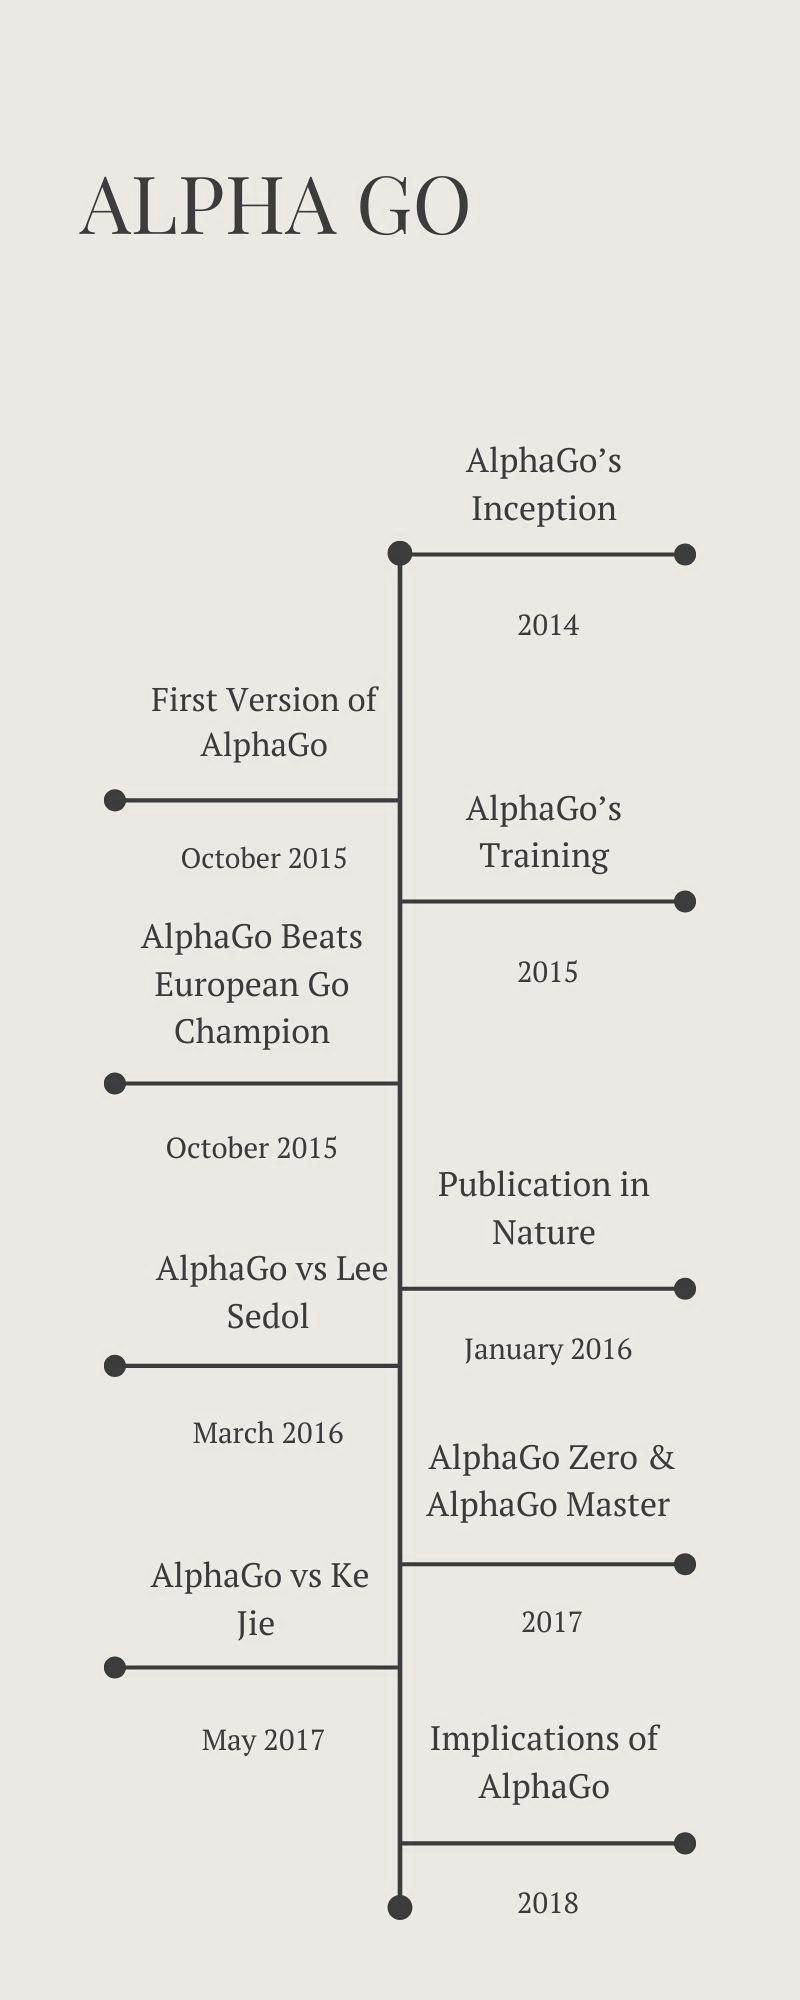 ALPHA GO
AlphaGo’s
Inception
2014
First Version of
AlphaGo
October 2015
AlphaGo’s
Training
2015
AlphaGo Beats
European Go
Champion
October 2015
Publication in
Nature
January 2016
AlphaGo vs Lee
Sedol
March 2016
AlphaGo Zero &
AlphaGo Master
2017
AlphaGo vs Ke
Jie
May 2017
Implications of
AlphaGo
2018